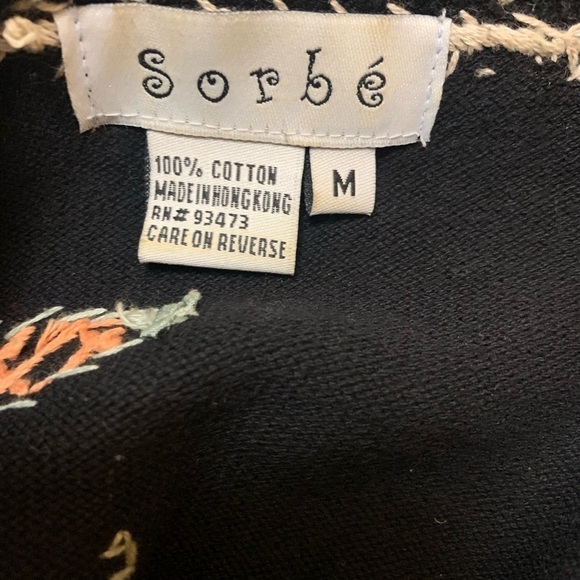 Sorbé
100% COTTON
MADE IN HONG KONG
RN# 93473
CARE ON REVERSE
M